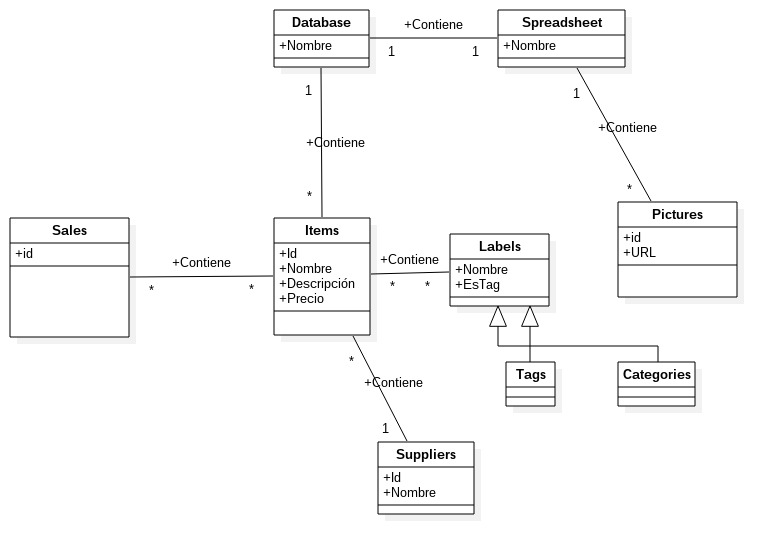 Database
+Nombre
+Contiene
1
1
Spreadsheet
+Nombre
1
+Contiene
*
1
+Contiene
*
Pictures
+id
+URL
Sales
+id
+Contiene
*
*
Items
+Id
+Nombre
+Descripción
+Precio
+Contiene
*
*
Labels
+Nombre
+EsTag
Tags
Categories
*
+Contiene
1
Suppliers
+Id
+Nombre